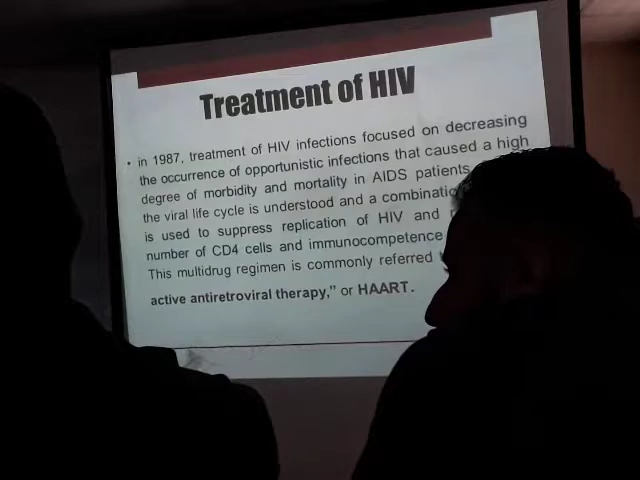 Treatment of HIV
• in 1987, treatment of HIV infections focused on decreasing
the occurrence of opportunistic infections that caused a high
degree of morbidity and mortality in AIDS patients
the viral life cycle is understood and a
is used to suppress replication of HIV and
number of CD4 cells and immunocompetence
This multidrug regimen is commonly referred
active antiretroviral therapy," or HAART.